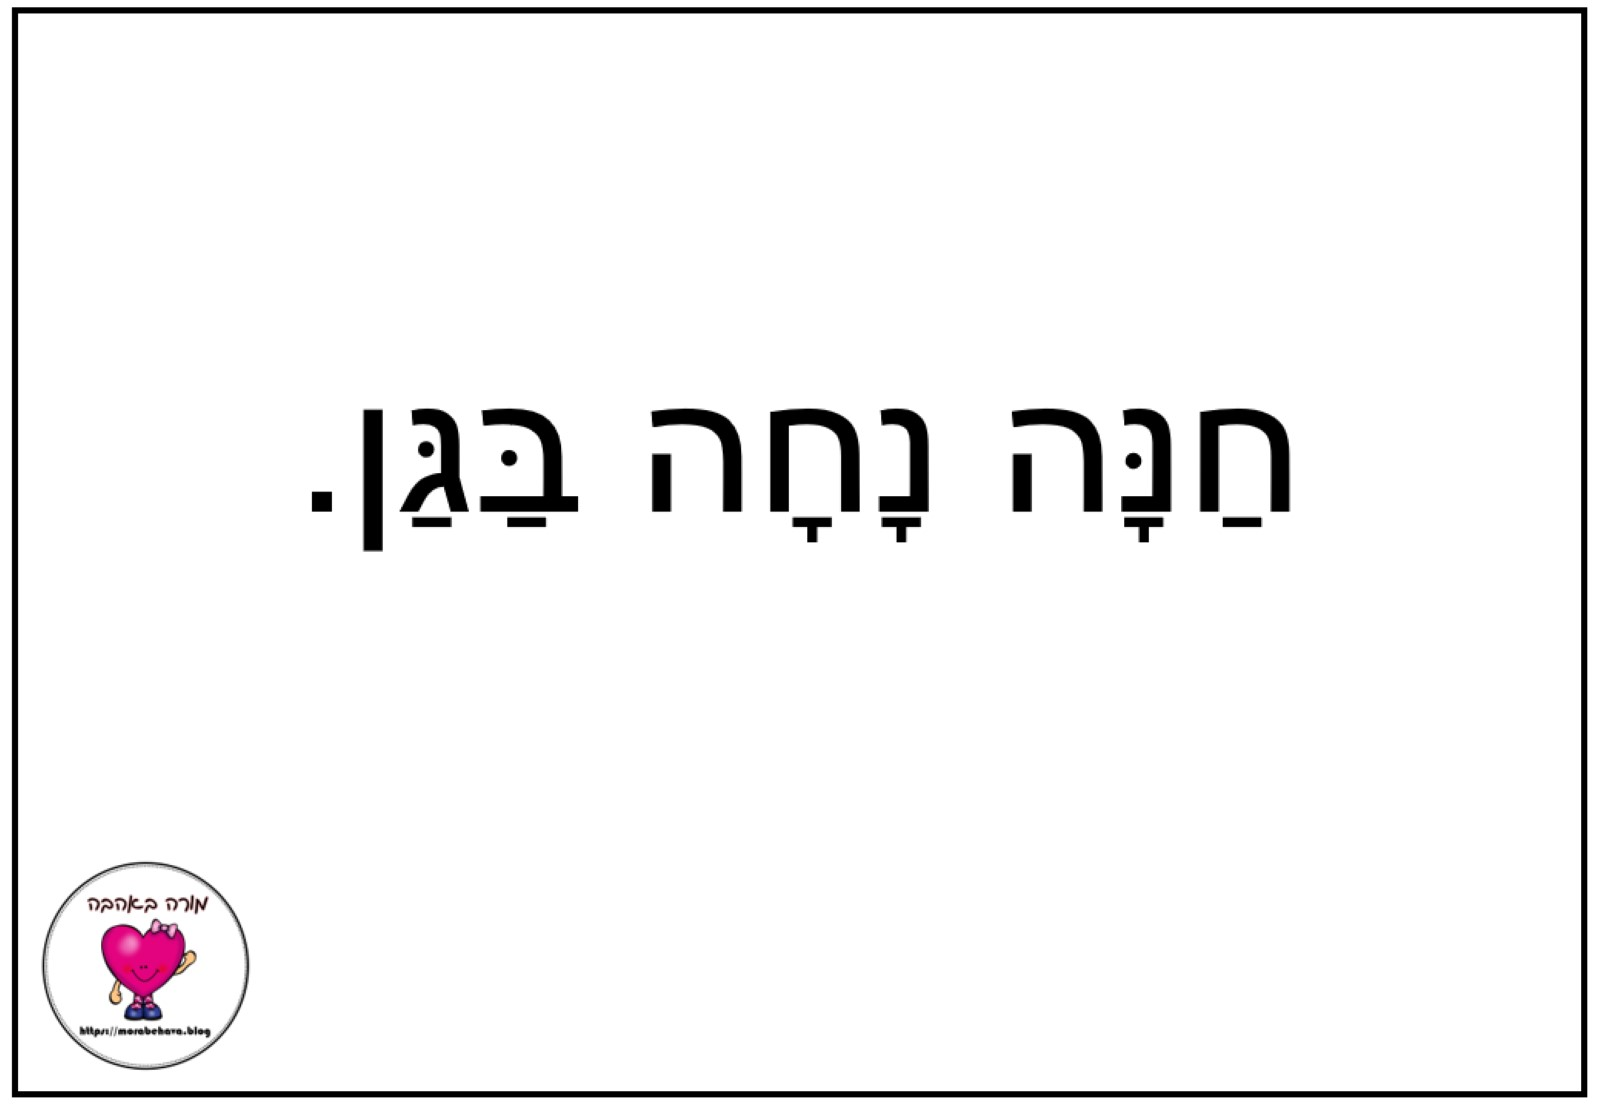 חַנָּה נָחָה בַּגַּן.
מורה באהבה
https://morabehava.blog